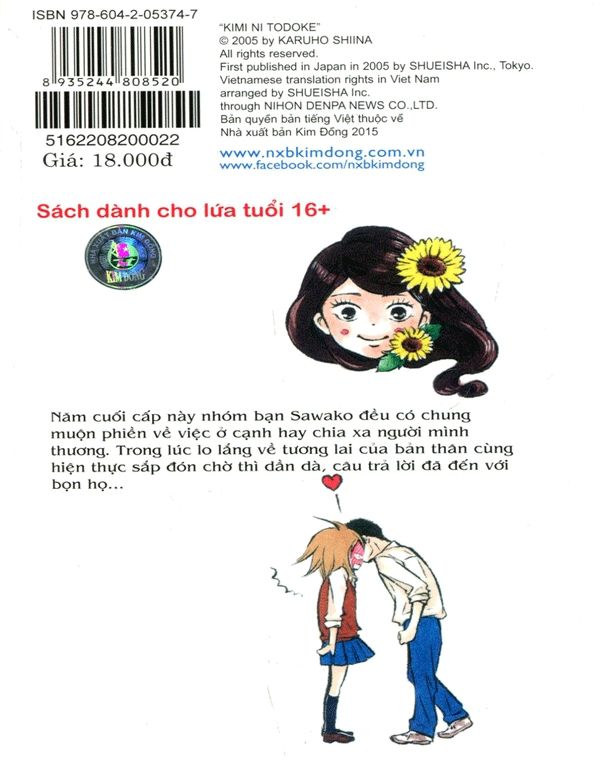 ISBN 978-604-2-05374-7
8 935244 808520
5162208200022
Giá: 18.000đ
“KIMI NI TODOKE”
© 2005 by KARUHO SHIINA
All rights reserved.
First published in Japan in 2005 by SHUEISHA Inc., Tokyo.
Vietnamese translation rights in Viet Nam
arranged by SHUEISHA Inc.
through NIHON DENPA NEWS CO.,LTD.
Bản quyền bản tiếng Việt thuộc về
Nhà xuất bản Kim Đồng 2015
www.nxbkimdong.com.vn
www.facebook.com/nxbkimdong
Sách dành cho lứa tuổi 16+
NHÀ XUẤT BẢN KIM ĐỒNG
KIM ĐỒNG
Năm cuối cấp này nhóm bạn Sawako đều có chung
muộn phiền về việc ở cạnh hay chia xa người mình
thương. Trong lúc lo lắng về tương lai của bản thân cùng
hiện thực sắp đón chờ thì dần dà, câu trả lời đã đến với
bọn họ...